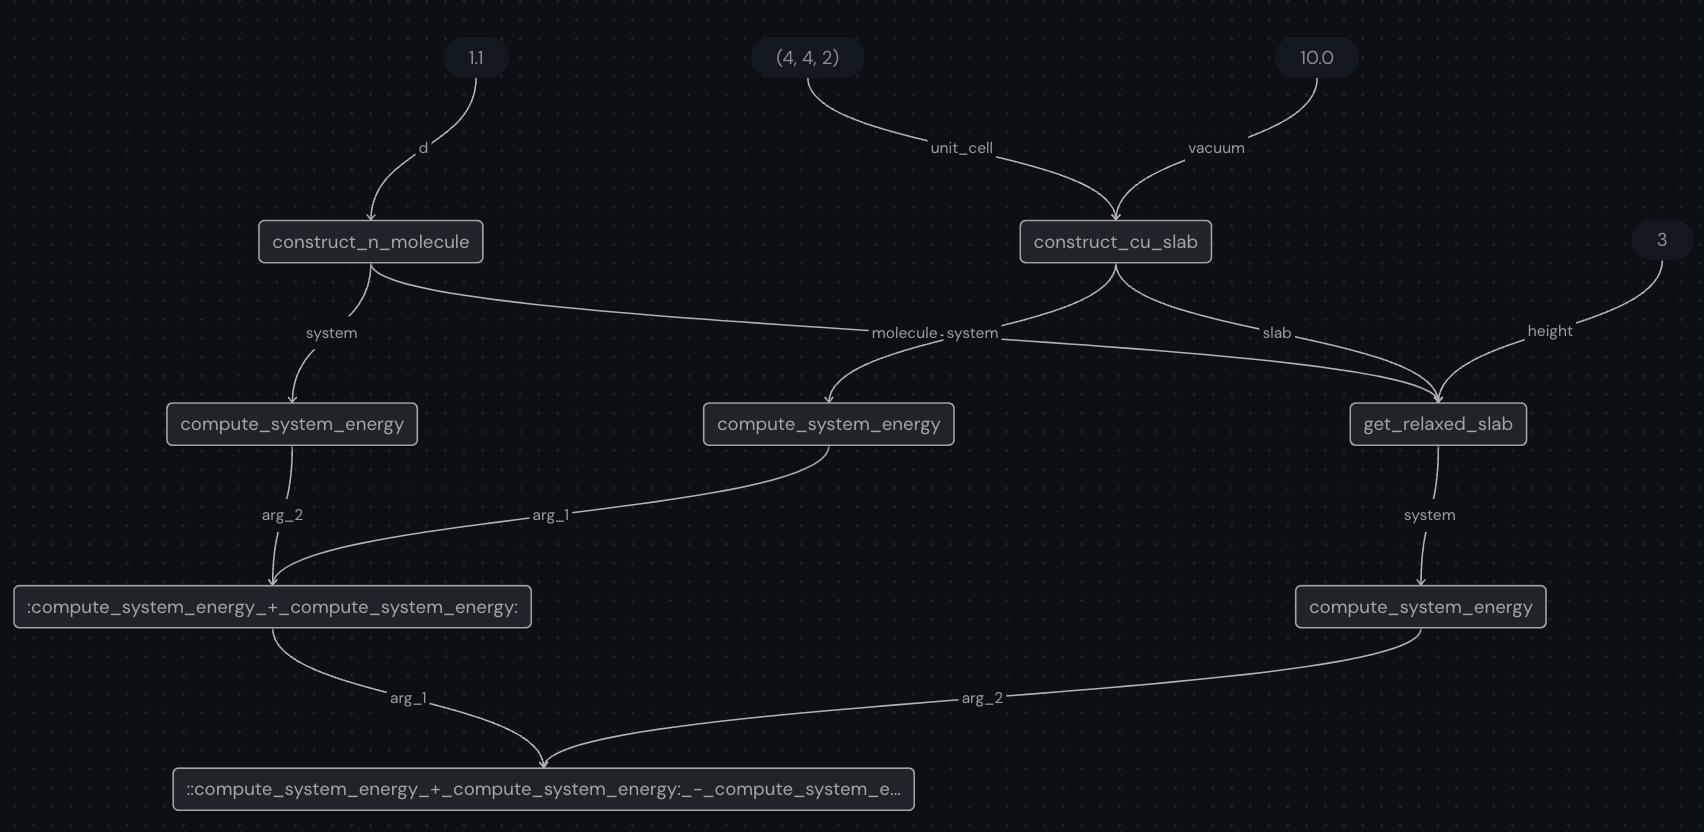 1.1
(4, 4, 2)
10.0
d
unit_cell
vacuum
construct_n_molecule
construct_cu_slab
3
system
molecule
system
slab
height
compute_system_energy
compute_system_energy
get_relaxed_slab
arg_2
arg_1
system
:compute_system_energy_+_compute_system_energy:
compute_system_energy
arg_1
arg_2
::compute_system_energy_+_compute_system_energy:_-_compute_system_e...